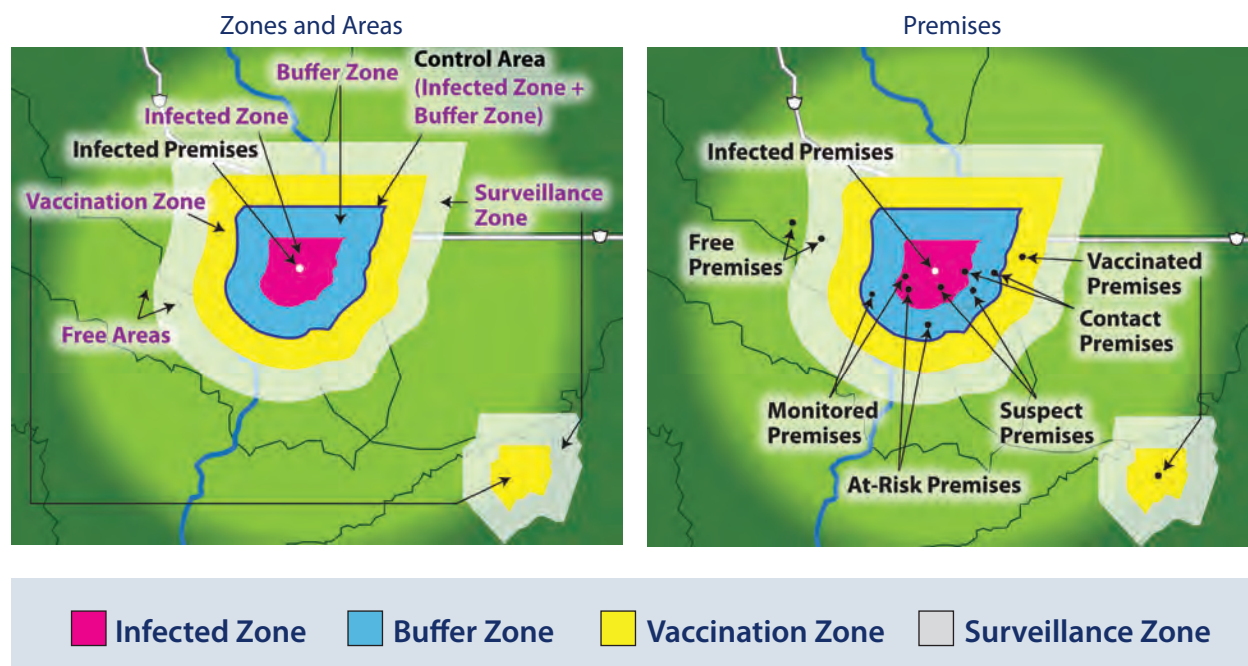 Zones and Areas
Buffer Zone
Control Area
(Infected Zone +
Buffer Zone)
Infected Zone
Infected Premises
Vaccination Zone
Surveillance
Zone
Free Areas
Premises
Infected Premises
Free
Premises
Vaccinated
Premises
Contact
Premises
Monitored
Premises
Suspect
Premises
At-Risk Premises
Infected Zone
Buffer Zone
Vaccination Zone
Surveillance Zone